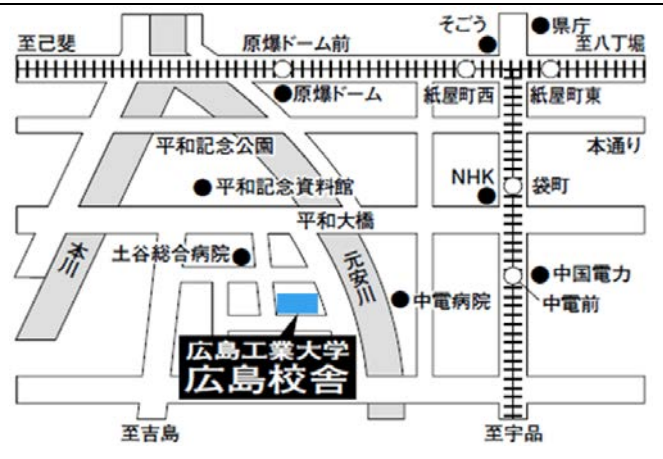 そごう
県庁
至己斐
原爆ドーム前
至八丁堀
原爆ドーム
紙屋町西
紙屋町東
平和記念公園
本通り
平和記念資料館
NHK
袋町
平和大橋
本川
土谷総合病院
元安川
中電病院
中国電力
中電前
広島工業大学
広島校舎
至吉島
至宇品